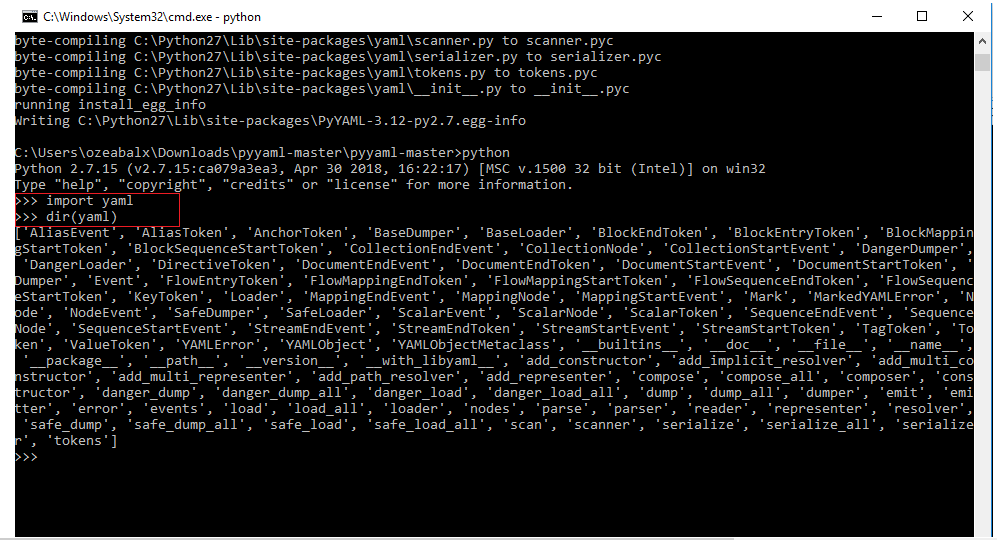 C:\Windows\System32\cmd.exe - python
byte-compiling C:\Python27\Lib\site-packages\yaml\scanner.py to scanner.pyc
byte-compiling C:\Python27\Lib\site-packages\yaml\serializer.py to serializer.pyc
byte-compiling C:\Python27\Lib\site-packages\yaml\tokens.py to tokens.pyc
byte-compiling C:\Python27\Lib\site-packages\yaml\__init__.py to __init__.pyc
running install_egg_info
Writing C:\Python27\Lib\site-packages\PyYAML-3.12-py2.7.egg-info
C:\Users\ozeabalx\Downloads\pyyaml-master\pyyaml-master>python
Python 2.7.15 (v2.7.15:ca079a3ea3, Apr 30 2018, 16:22:17) [MSC v.1500 32 bit (Intel)] on win32
Type "help", "copyright", "credits" or "license" for more information.
>>> import yaml
>>> dir(yaml)
['AliasEvent', 'AliasToken', 'AnchorToken', 'BaseDumper', 'BaseLoader', 'BlockEndToken', 'BlockEntryToken', 'BlockMappin
gStartToken', 'BlockSequenceStartToken', 'CollectionEndEvent', 'CollectionNode', 'CollectionStartEvent', 'DangerDumper',
 'DangerLoader', 'DirectiveToken', 'DocumentEndEvent', 'DocumentEndToken', 'DocumentStartEvent', 'DocumentStartToken', '
Dumper', 'Event', 'FlowEntryToken', 'FlowMappingEndToken', 'FlowMappingStartToken', 'FlowSequenceEndToken', 'FlowSequenc
eStartToken', 'KeyToken', 'Loader', 'MappingEndEvent', 'MappingNode', 'MappingStartEvent', 'Mark', 'MarkedYAMLError', 'N
ode', 'NodeEvent', 'SafeDumper', 'SafeLoader', 'ScalarEvent', 'ScalarNode', 'ScalarToken', 'SequenceEndEvent', 'Sequence
Node', 'SequenceStartEvent', 'StreamEndEvent', 'StreamEndToken', 'StreamStartEvent', 'StreamStartToken', 'TagToken', 'To
ken', 'ValueToken', 'YAMLError', 'YAMLObject', 'YAMLObjectMetaclass', '__builtins__', '__doc__', '__file__', '__name__',
 '__package__', '__path__', '__version__', '__with_libyaml__', 'add_constructor', 'add_implicit_resolver', 'add_multi_co
nstructor', 'add_multi_representer', 'add_path_resolver', 'add_representer', 'compose', 'compose_all', 'composer', 'cons
tructor', 'danger_dump', 'danger_dump_all', 'danger_load', 'danger_load_all', 'dump', 'dump_all', 'dumper', 'emit', 'emi
tter', 'error', 'events', 'load', 'load_all', 'loader', 'nodes', 'parse', 'parser', 'reader', 'representer', 'resolver',
 'safe_dump', 'safe_dump_all', 'safe_load', 'safe_load_all', 'scan', 'scanner', 'serialize', 'serialize_all', 'serialize
r', 'tokens']
>>>